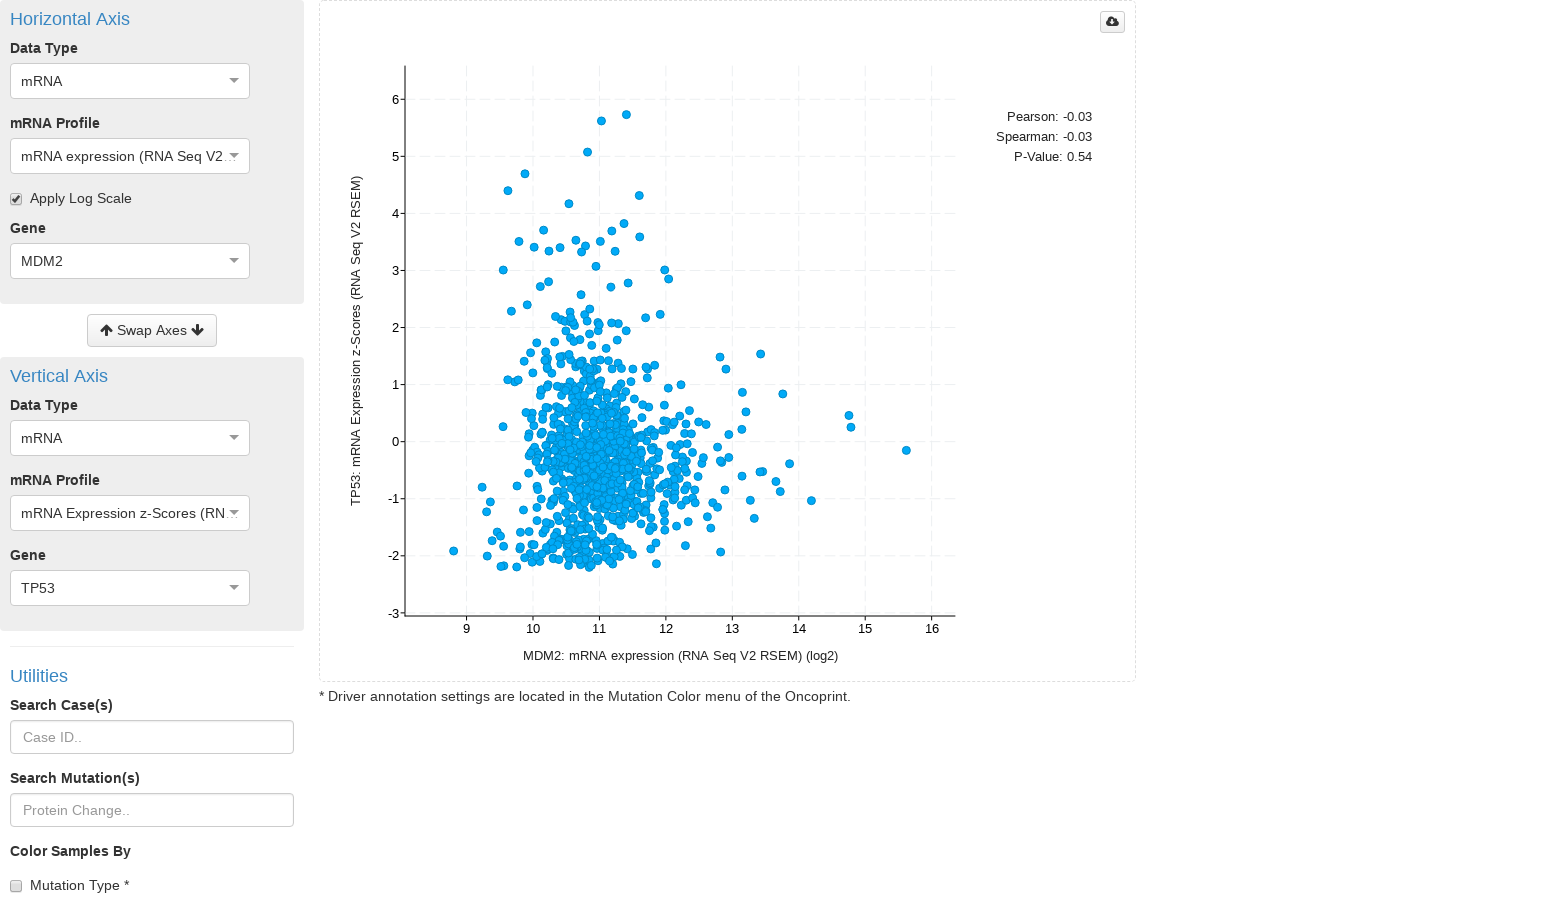 Horizontal Axis
Data Type
mRNA
mRNA Profile
mRNA expression (RNA Seq V2…
Apply Log Scale
Gene
MDM2
Swap Axes
Vertical Axis
Data Type
mRNA
mRNA Profile
mRNA Expression z-Scores (RN…
Gene
TP53
Utilities
Search Case(s)
Case ID..
Search Mutation(s)
Protein Change..
Color Samples By
Mutation Type *
TP53: mRNA Expression z-Scores (RNA Seq V2 RSEM)
6
5
4
3
2
1
0
-1
-2
-3
9 10 11 12 13 14 15 16
MDM2: mRNA expression (RNA Seq V2 RSEM) (log2)
Pearson: -0.03
Spearman: -0.03
P-Value: 0.54
* Driver annotation settings are located in the Mutation Color menu of the Oncoprint.